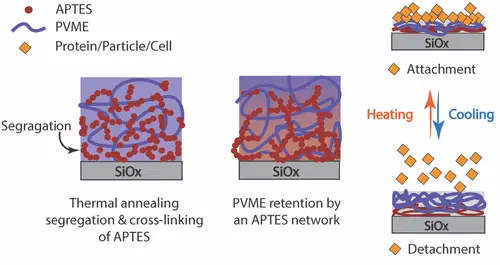 APTES
PVME
Protein/Particle/Cell
Segragation
SiOx
Thermal annealing
segregation & cross-linking
of APTES
SiOx
PVME retention by
an APTES network
SiOx
Attachment
Heating
Cooling
SiOx
Detachment